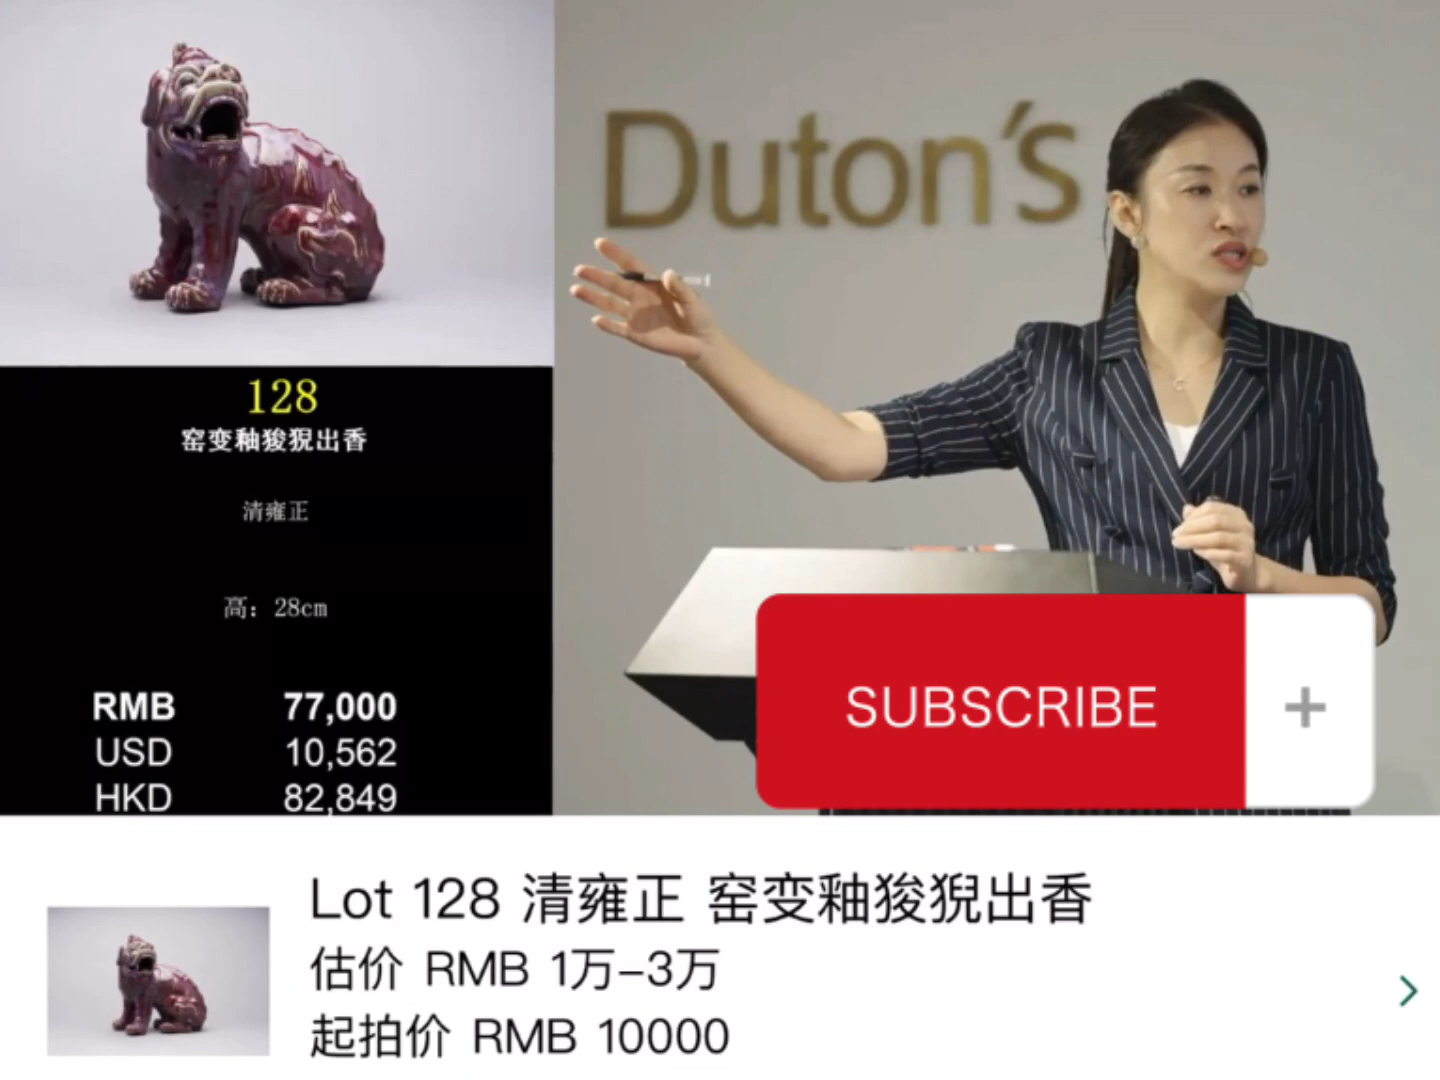 Duton's
128
窑变釉狻猊出香
清雍正
高：28cm
RMB 77,000
USD 10,562
HKD 82,849
SUBSCRIBE +
Lot 128 清雍正 窑变釉狻猊出香
估价 RMB 1万-3万
起拍价 RMB 10000